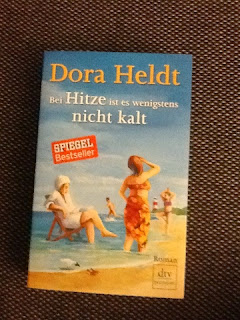 Dora Heldt
Bei Hitze ist es wenigstens
nicht kalt
SPIEGEL
Bestseller
Roman
dtv